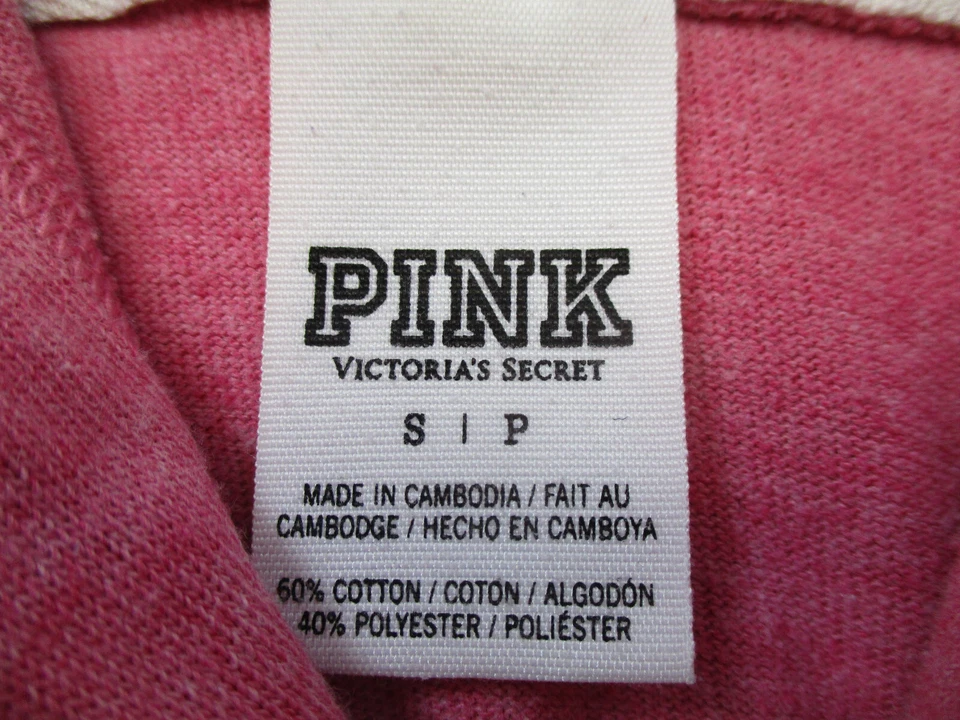 PINK
VICTORIA'S SECRET
S | P
MADE IN CAMBODIA / FAIT AU
CAMBODGE / HECHO EN CAMBOYA
60% COTTON / COTON / ALGODÓN
40% POLYESTER / POLIÉSTER